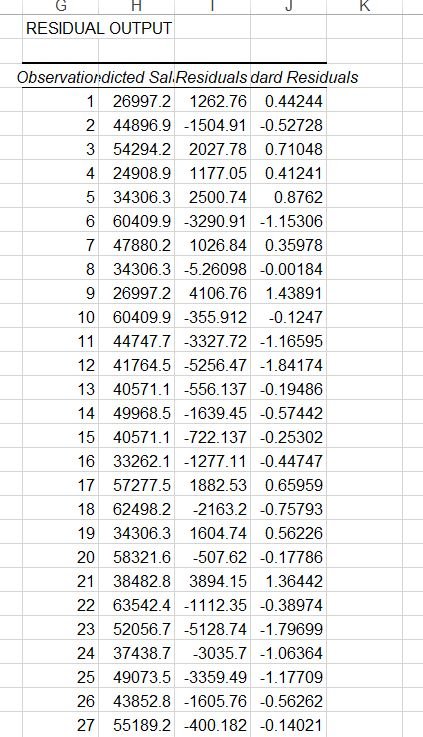 G H I J K
RESIDUAL OUTPUT
Observation dicted Sal Residuals dard Residuals
1 26997.2 1262.76 0.44244
2 44896.9 -1504.91 -0.52728
3 54294.2 2027.78 0.71048
4 24908.9 1177.05 0.41241
5 34306.3 2500.74 0.8762
6 60409.9 -3290.91 -1.15306
7 47880.2 1026.84 0.35978
8 34306.3 -5.26098 -0.00184
9 26997.2 4106.76 1.43891
10 60409.9 -355.912 -0.1247
11 44747.7 -3327.72 -1.16595
12 41764.5 -5256.47 -1.84174
13 40571.1 -556.137 -0.19486
14 49968.5 -1639.45 -0.57442
15 40571.1 -722.137 -0.25302
16 33262.1 -1277.11 -0.44747
17 57277.5 1882.53 0.65959
18 62498.2 -2163.2 -0.75793
19 34306.3 1604.74 0.56226
20 58321.6 -507.62 -0.17786
21 38482.8 3894.15 1.36442
22 63542.4 -1112.35 -0.38974
23 52056.7 -5128.74 -1.79699
24 37438.7 -3035.7 -1.06364
25 49073.5 -3359.49 -1.17709
26 43852.8 -1605.76 -0.56262
27 55189.2 -400.182 -0.14021